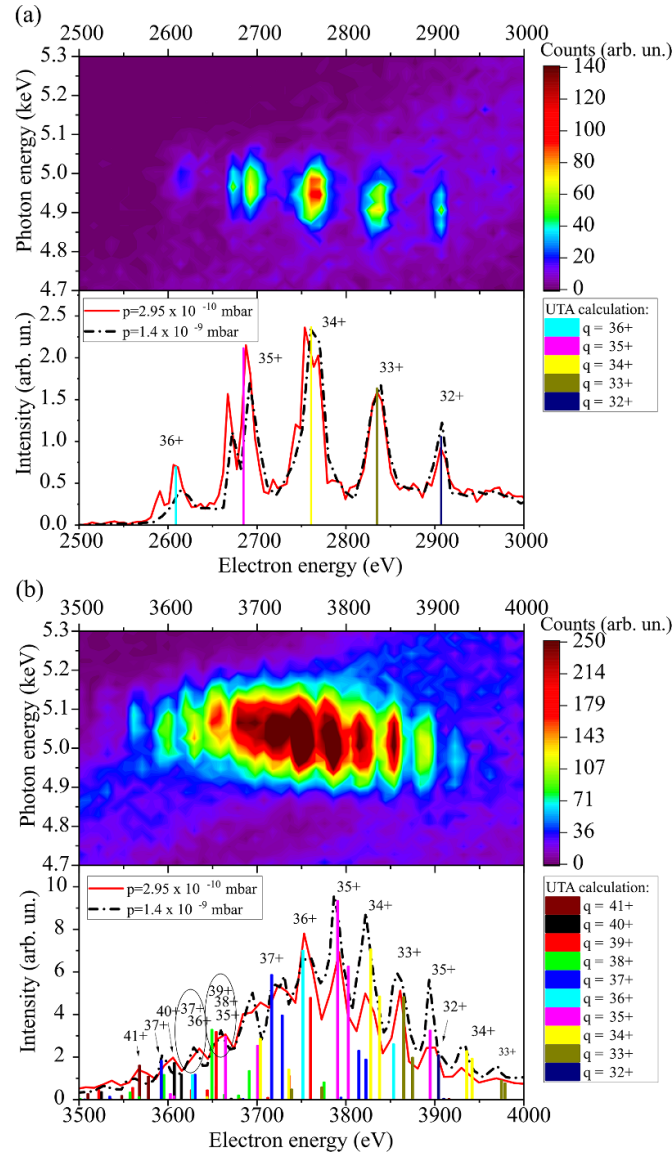 (a)
2500 2600 2700 2800 2900 3000
Counts (arb. un.)
5.3
5.2
5.1
5.0
4.9
4.8
4.7
Photon energy (keV)
140
120
100
80
60
40
20
0
p=2.95 x 10 -10 mbar
p=1.4 x 10 -9 mbar
34+
35+
33+
32+
36+
2.5
2.0
1.5
1.0
0.5
0.0
Intensity (arb. un.)
UTA calculation:
q = 36+
q = 35+
q = 34+
q = 33+
q = 32+
2500 2600 2700 2800 2900 3000
Electron energy (eV)
(b)
3500 3600 3700 3800 3900 4000
Counts (arb. un.)
5.3
5.2
5.1
5.0
4.9
4.8
4.7
Photon energy (keV)
250
214
179
143
107
71
36
0
p=2.95 x 10 -10 mbar
p=1.4 x 10 -9 mbar
35+
34+
36+
33+
37+
35+
32+
34+
33+
39+
38+
35+
37+
36+
40+
37+
41+
10
8
6
4
2
0
Intensity (arb. un.)
UTA calculation:
q = 41+
q = 40+
q = 39+
q = 38+
q = 37+
q = 36+
q = 35+
q = 34+
q = 33+
q = 32+
3500 3600 3700 3800 3900 4000
Electron energy (eV)